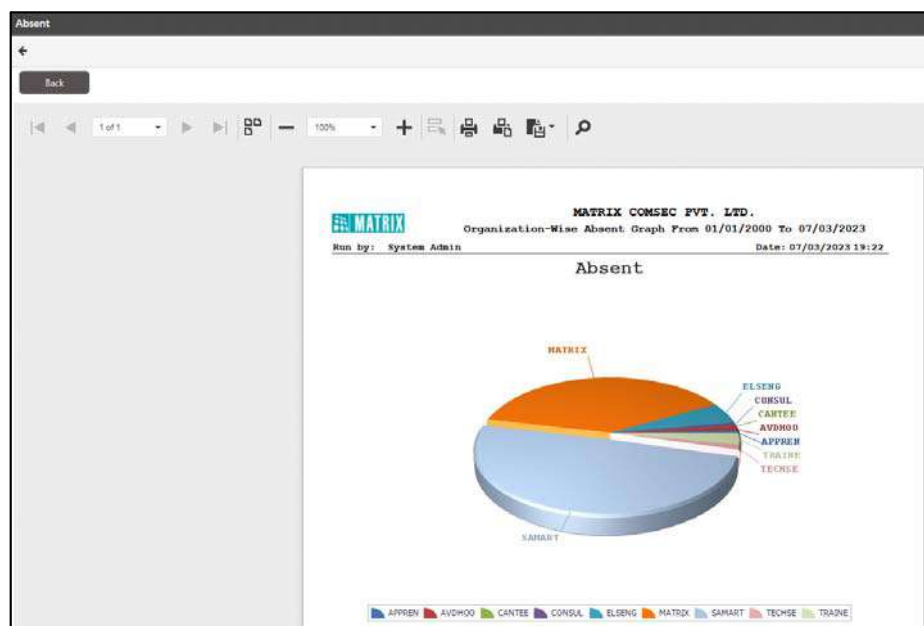 Absent
Back
1 of 1
100%
MATRIX
MATRIX COMSEC PVT. LTD.
Organization-Wise Absent Graph From 01/01/2000 To 07/03/2023
Run by: System Admin
Date: 07/03/2023 19:22
Absent
MATRIX
ELSENG
CONSUL
CANTEE
AVDHOO
APPREN
TRAINE
TECHSE
SAMART
APPREN AVDHOO CANTEE CONSUL ELSENG MATRIX SAMART TECHSE TRAINE